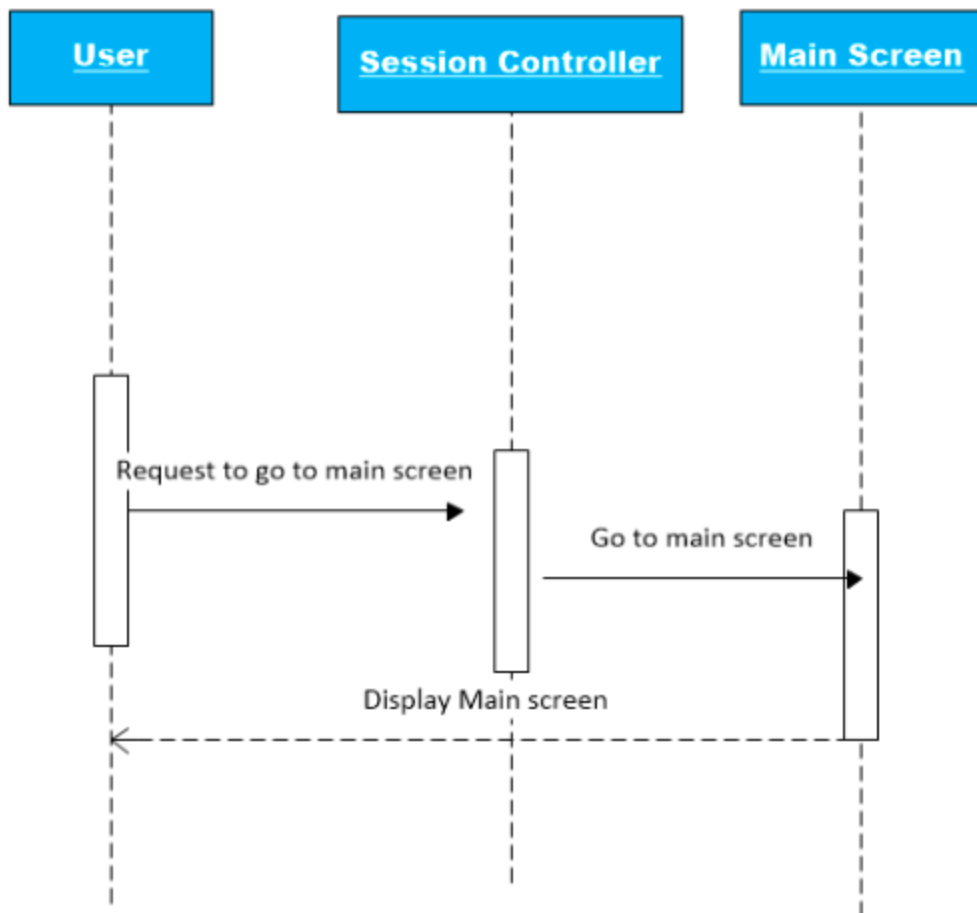 User
Session Controller
Main Screen
Request to go to main screen
Go to main screen
Display Main screen